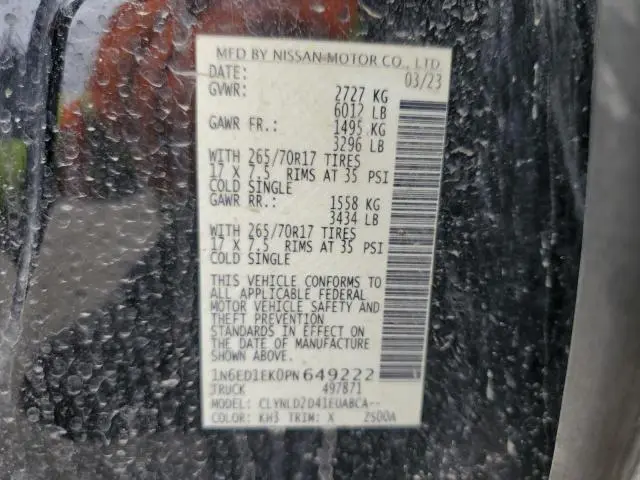 MFD BY NISSAN MOTOR CO., LTD.
DATE: 03/23
GVWR: 2727 KG
6012 LB
GAWR FR.: 1495 KG
3296 LB
WITH 265/70R17 TIRES
17 X 7.5 RIMS AT 35 PSI
COLD SINGLE
GAWR RR.: 1558 KG
3434 LB
WITH 265/70R17 TIRES
17 X 7.5 RIMS AT 35 PSI
COLD SINGLE
THIS VEHICLE CONFORMS TO
ALL APPLICABLE FEDERAL
MOTOR VEHICLE SAFETY AND
THEFT PREVENTION
STANDARDS IN EFFECT ON
THE DATE OF MANUFACTURE
SHOWN ABOVE.
1N6ED1EK0PN649222
TRUCK 497871
MODEL: CLYNLD2D41EUABCA--
COLOR: KH3 TRIM: X 2500A